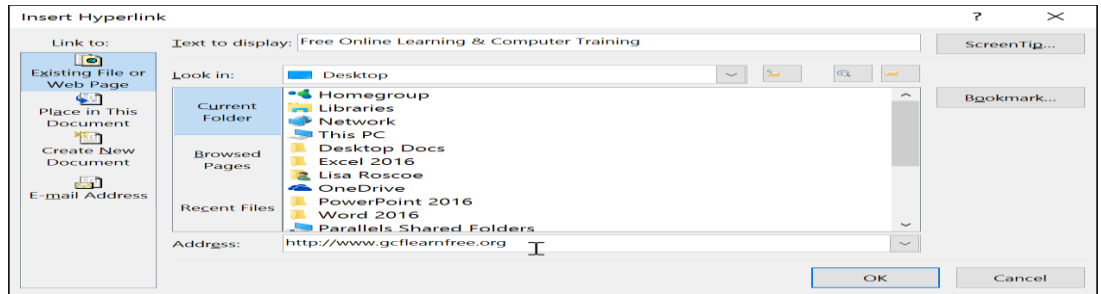 Insert Hyperlink
?
Link to:
Text to display:
Free Online Learning & Computer Training
ScreenTip...
Existing File or
Web Page
Look in:
Desktop
Place in This
Document
Create New
Document
E-mail Address
Current
Folder
Browsed
Pages
Recent Files
Homegroup
Libraries
Network
This PC
Desktop Docs
Excel 2016
Lisa Roscoe
OneDrive
PowerPoint 2016
Word 2016
Parallels Shared Folders
Bookmark...
Address:
http://www.gcflearnfree.org
OK
Cancel